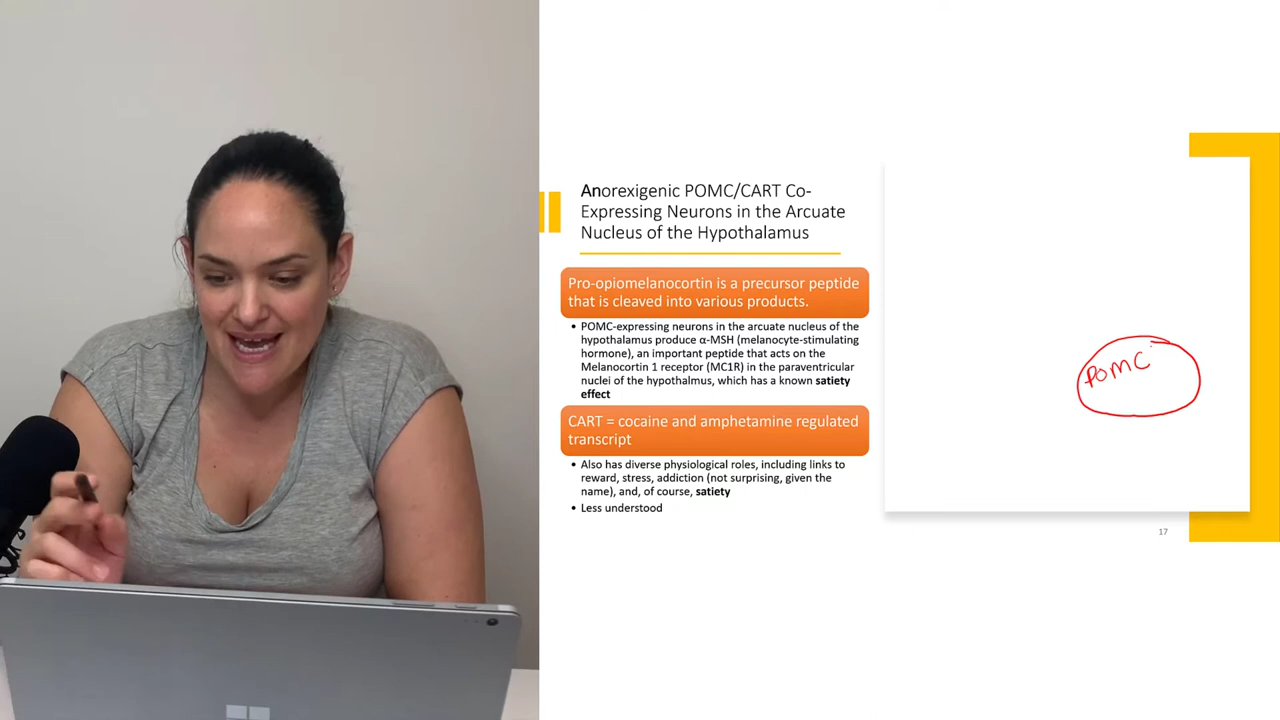 Anorexigenic POMC/CART Co-
Expressing Neurons in the Arcuate
Nucleus of the Hypothalamus
Pro-opiomelanocortin is a precursor peptide
that is cleaved into various products.
• POMC-expressing neurons in the arcuate nucleus of the
hypothalamus produce α-MSH (melanocyte-stimulating
hormone), an important peptide that acts on the
Melanocortin 1 receptor (MC1R) in the paraventricular
nuclei of the hypothalmus, which has a known satiety
effect
CART = cocaine and amphetamine regulated
transcript
• Also has diverse physiological roles, including links to
reward, stress, addiction (not surprising, given the
name), and, of course, satiety
• Less understood
POMC
17